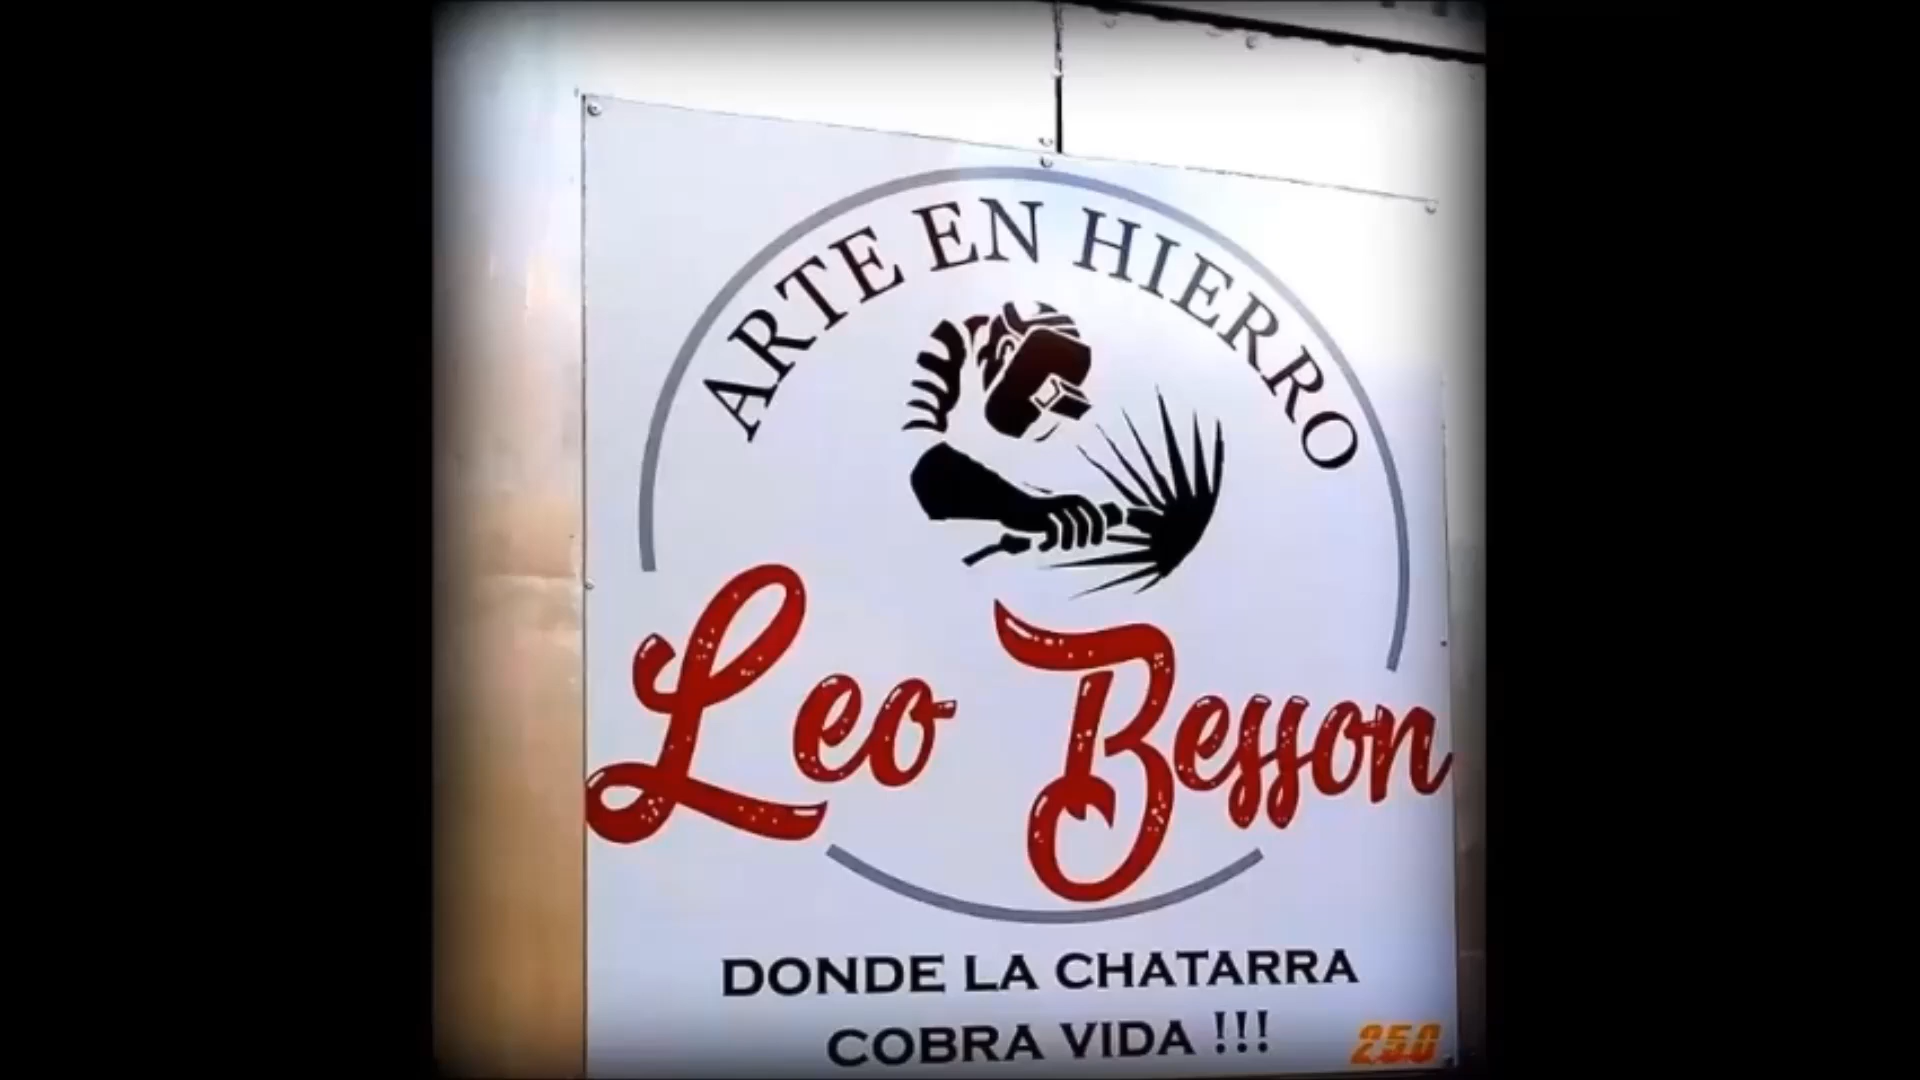 ARTE EN HIERRO
Leo Besson
DONDE LA CHATARRA
COBRA VIDA !!!
250